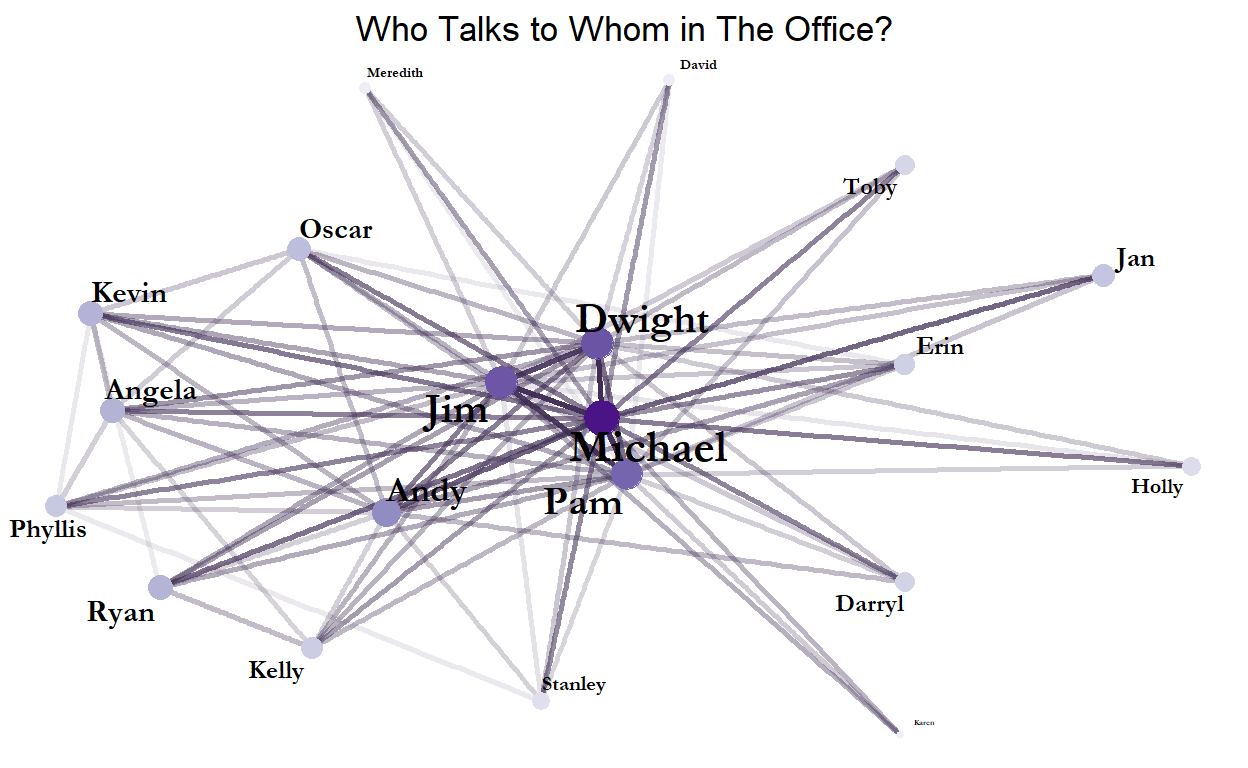 Who Talks to Whom in The Office?
David
Meredith
Toby
Oscar
Jan
Kevin
Dwight
Erin
Angela
Jim
Michael
Holly
Andy
Pam
Phyllis
Darryl
Ryan
Kelly
Stanley
Karen